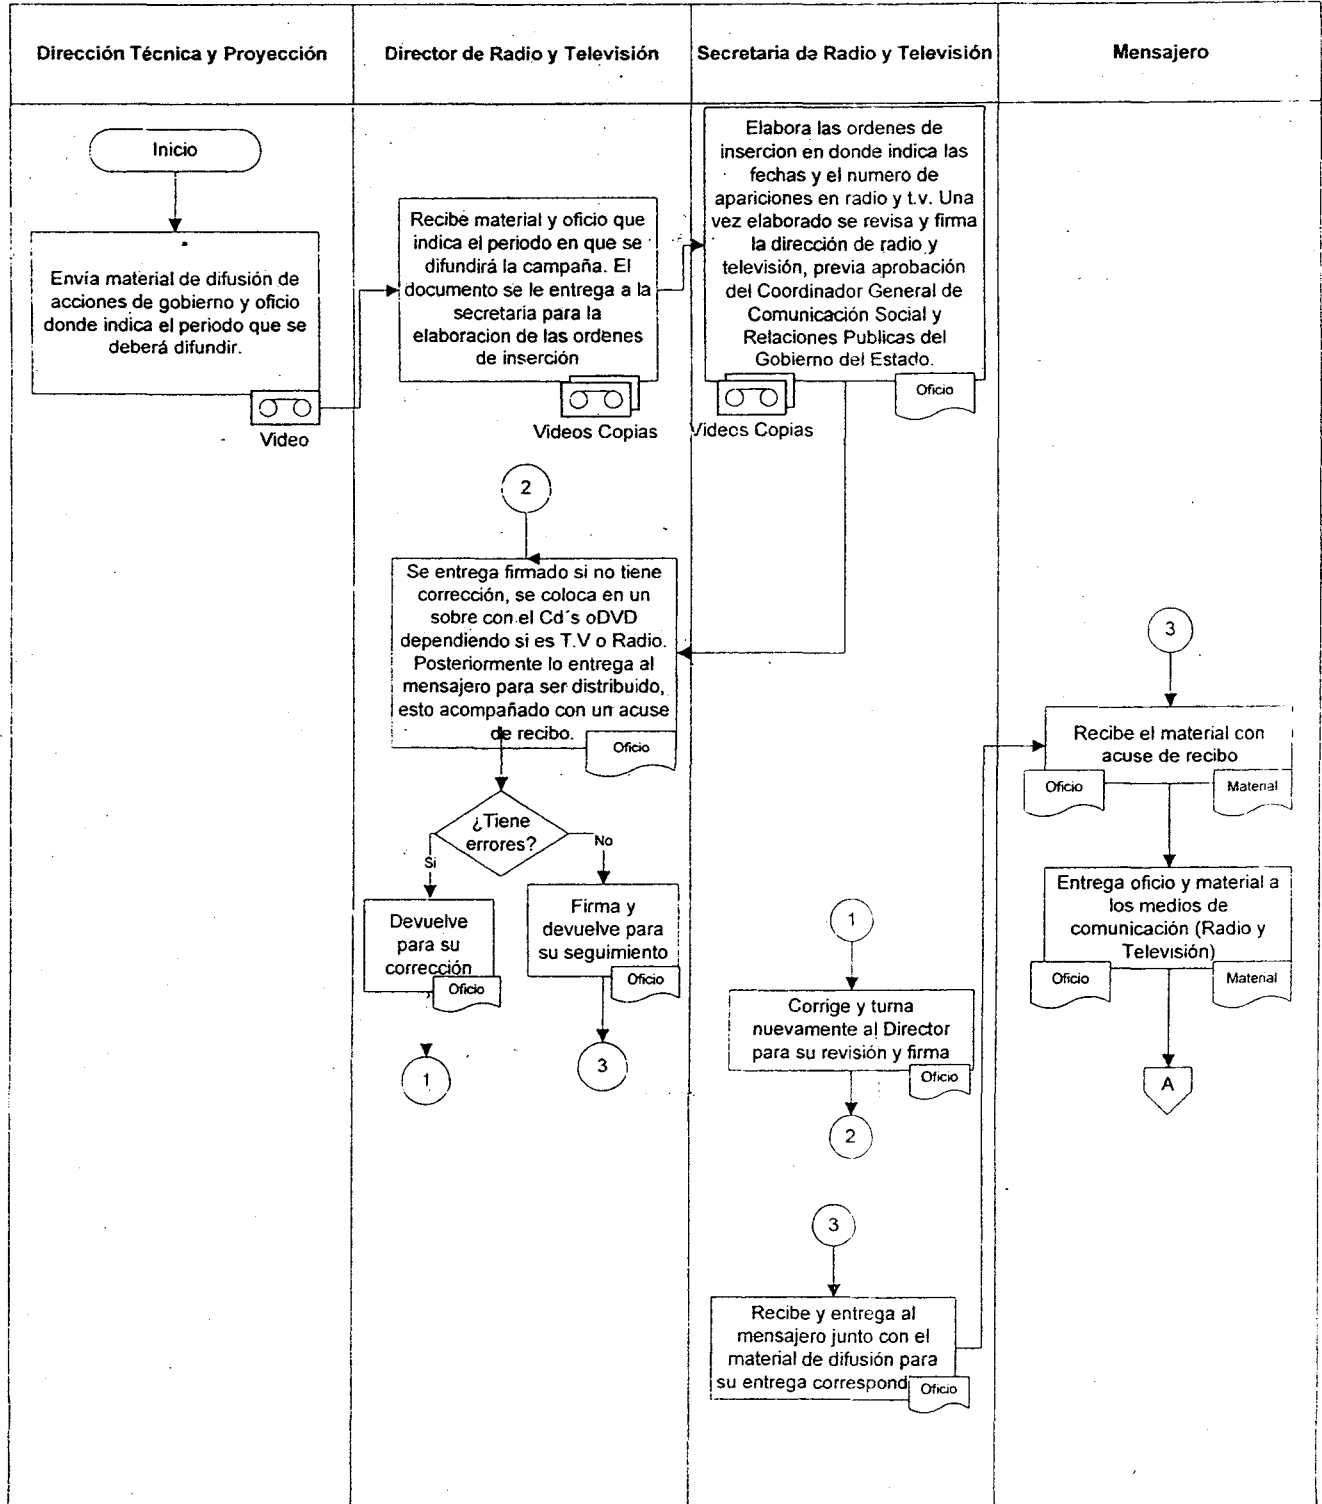 Dirección Técnica y Proyección
Director de Radio y Televisión
Secretaria de Radio y Televisión
Mensajero
Inicio
Envía material de difusión de
acciones de gobierno y oficio
donde indica el periodo que se
deberá difundir.
Video
Recibe material y oficio que
indica el periodo en que se
difundirá la campaña. El
documento se le entrega a la
secretaria para la
elaboracion de las ordenes
de inserción
Videos Copias
Elabora las ordenes de
insercion en donde indica las
fechas y el numero de
apariciones en radio y t.v. Una
vez elaborado se revisa y firma
la dirección de radio y
televisión, previa aprobación
del Coordinador General de
Comunicación Social y
Relaciones Publicas del
Gobierno del Estado.
Oficio
Videos Copias
2
Se entrega firmado si no tiene
corrección, se coloca en un
sobre con el Cd´s oDVD
dependiendo si es T.V o Radio.
Posteriormente lo entrega al
mensajero para ser distribuido,
esto acompañado con un acuse
de recibo.
Oficio
¿Tiene
errores?
Si
No
Devuelve
para su
corrección
Oficio
1
Firma y
devuelve para
su seguimiento
Oficio
3
1
Corrige y turna
nuevamente al Director
para su revisión y firma
Oficio
2
3
Recibe y entrega al
mensajero junto con el
material de difusión para
su entrega correspond
Oficio
3
Recibe el material con
acuse de recibo
Oficio
Material
Entrega oficio y material a
los medios de
comunicación (Radio y
Televisión)
Oficio
Material
A